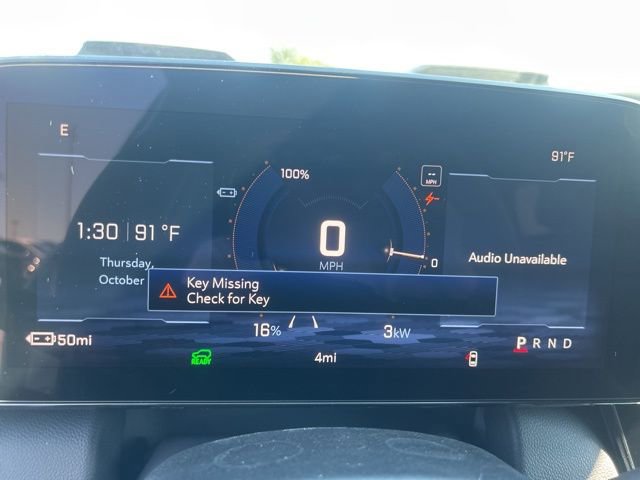 E
100%
--
MPH
91°F
1:30 | 91 °F
0
MPH
0
Audio Unavailable
Thursday,
October
Key Missing
Check for Key
16%
3kW
50mi
READY
4mi
P R N D